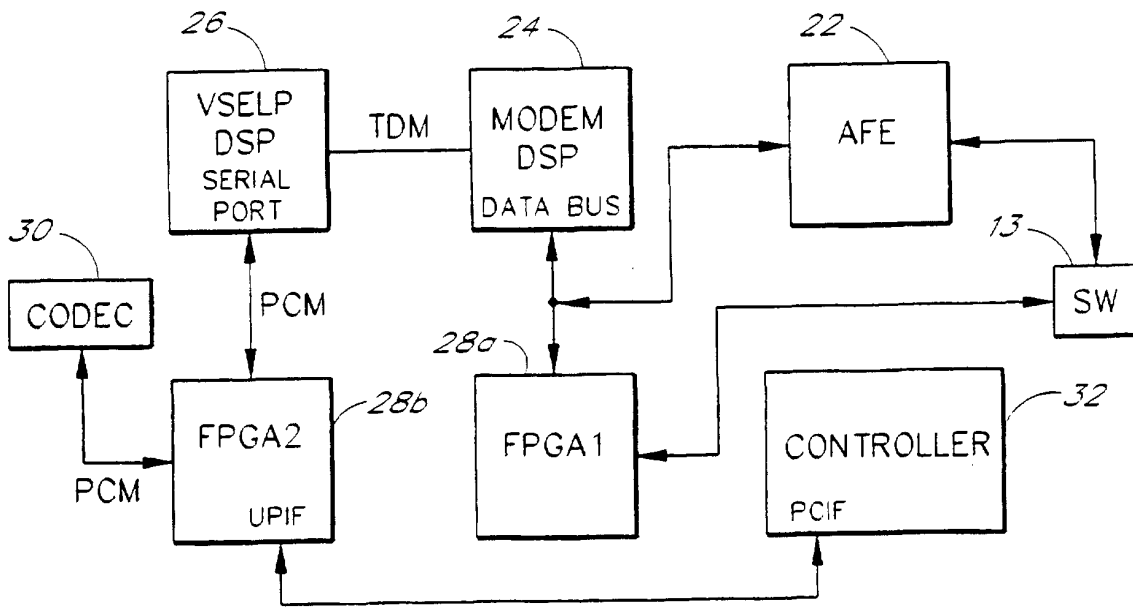 26
24
22
VSELP
DSP
SERIAL
PORT
TDM
MODEM
DSP
DATA BUS
AFE
30
CODEC
PCM
13
SW
28a
28b
FPGA2
UPIF
PCM
FPGA1
32
CONTROLLER
PCIF